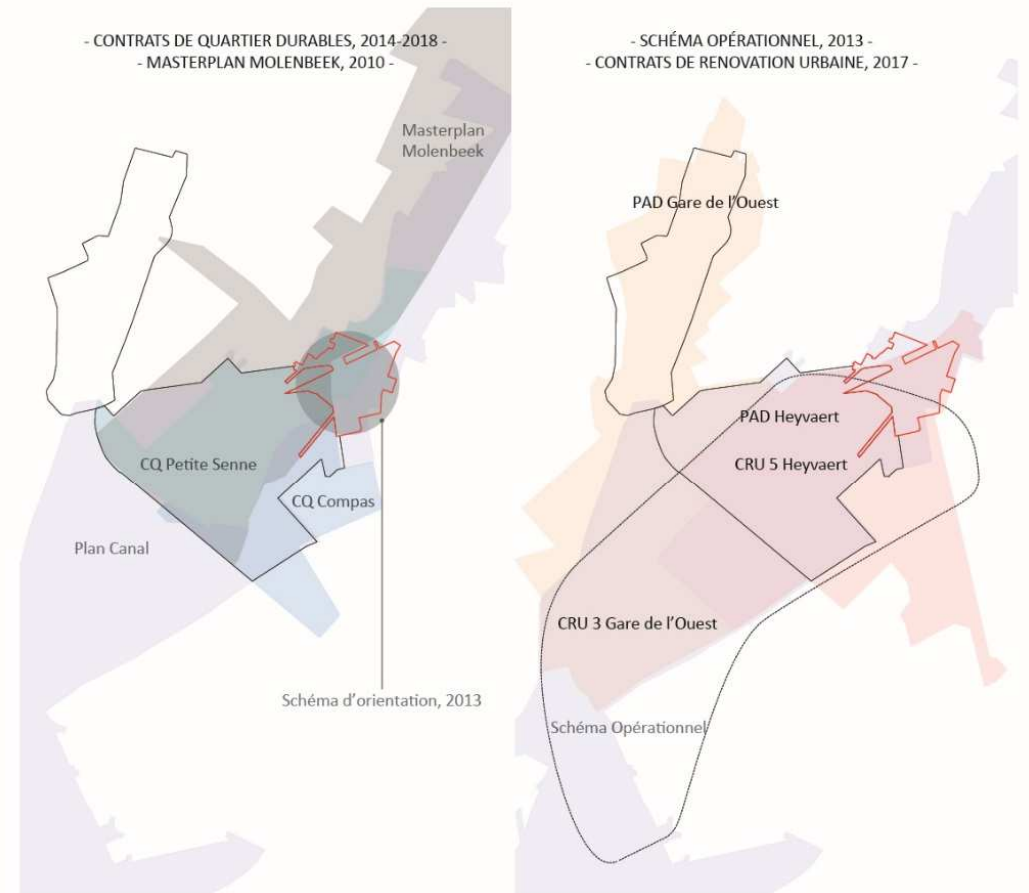 - CONTRATS DE QUARTIER DURABLES, 2014-2018 -
- MASTERPLAN MOLENBEEK, 2010 -
Masterplan
Molenbeek
CQ Petite Senne
CQ Compas
Plan Canal
Schéma d'orientation, 2013
- SCHÉMA OPÉRATIONNEL, 2013 -
- CONTRATS DE RENOVATION URBAINE, 2017 -
PAD Gare de l'Ouest
PAD Heyvaert
CRU 5 Heyvaert
CRU 3 Gare de l'Ouest
Schéma Opérationnel